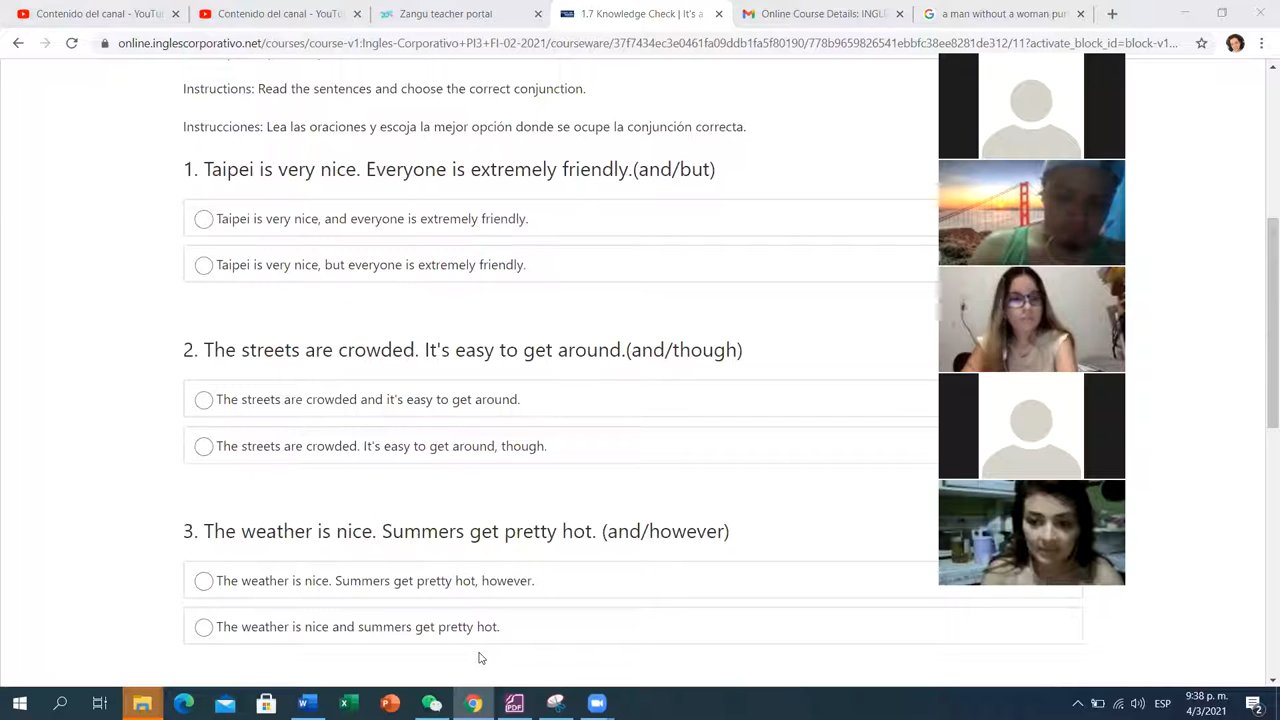 Contenido del canal - YouTu
Contenido del canal - YouTu
Zangu teacher portal
1.7 Knowledge Check | It's a
Online Course Details: INGLE
a man without a woman pu
online.inglescorporativo.net/courses/course-v1:Ingles-Corporativo+PI3+FI-02-2021/courseware/
Instructions: Read the sentences and choose the correct conjunction.
Instrucciones: Lea las oraciones y escoja la mejor opción donde se ocupe la conjunción correcta.
1. Taipei is very nice. Everyone is extremely friendly.(and/but)
Taipei is very nice, and everyone is extremely friendly.
Taipei is very nice, but everyone is extremely friendly.
2. The streets are crowded. It's easy to get around.(and/though)
The streets are crowded and it's easy to get around.
The streets are crowded. It's easy to get around, though.
3. The weather is nice. Summers get pretty hot. (and/however)
The weather is nice. Summers get pretty hot, however.
The weather is nice and summers get pretty hot.
ESP
9:38 p. m.
4/3/2021
2